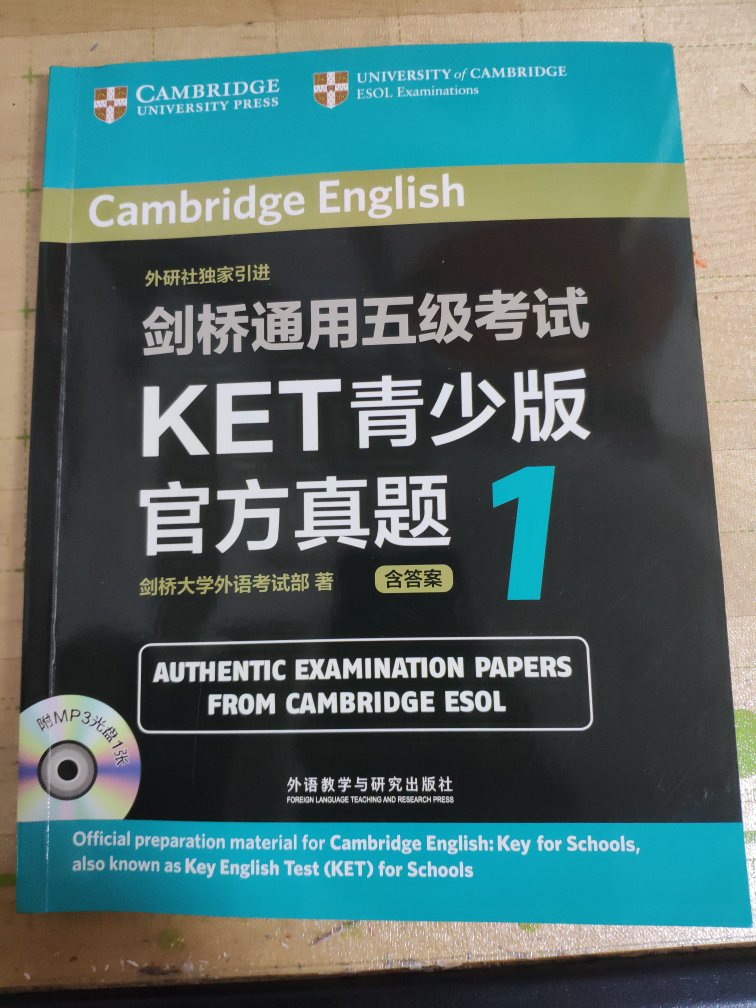 CAMBRIDGE
UNIVERSITY PRESS
UNIVERSITY of CAMBRIDGE
ESOL Examinations
Cambridge English
外研社独家引进
剑桥通用五级考试
KET青少版
官方真题 1
剑桥大学外语考试部 著
含答案
AUTHENTIC EXAMINATION PAPERS
FROM CAMBRIDGE ESOL
附MP3光盘1张
外语教学与研究出版社
FOREIGN LANGUAGE TEACHING AND RESEARCH PRESS
Official preparation material for Cambridge English: Key for Schools,
also known as Key English Test (KET) for Schools